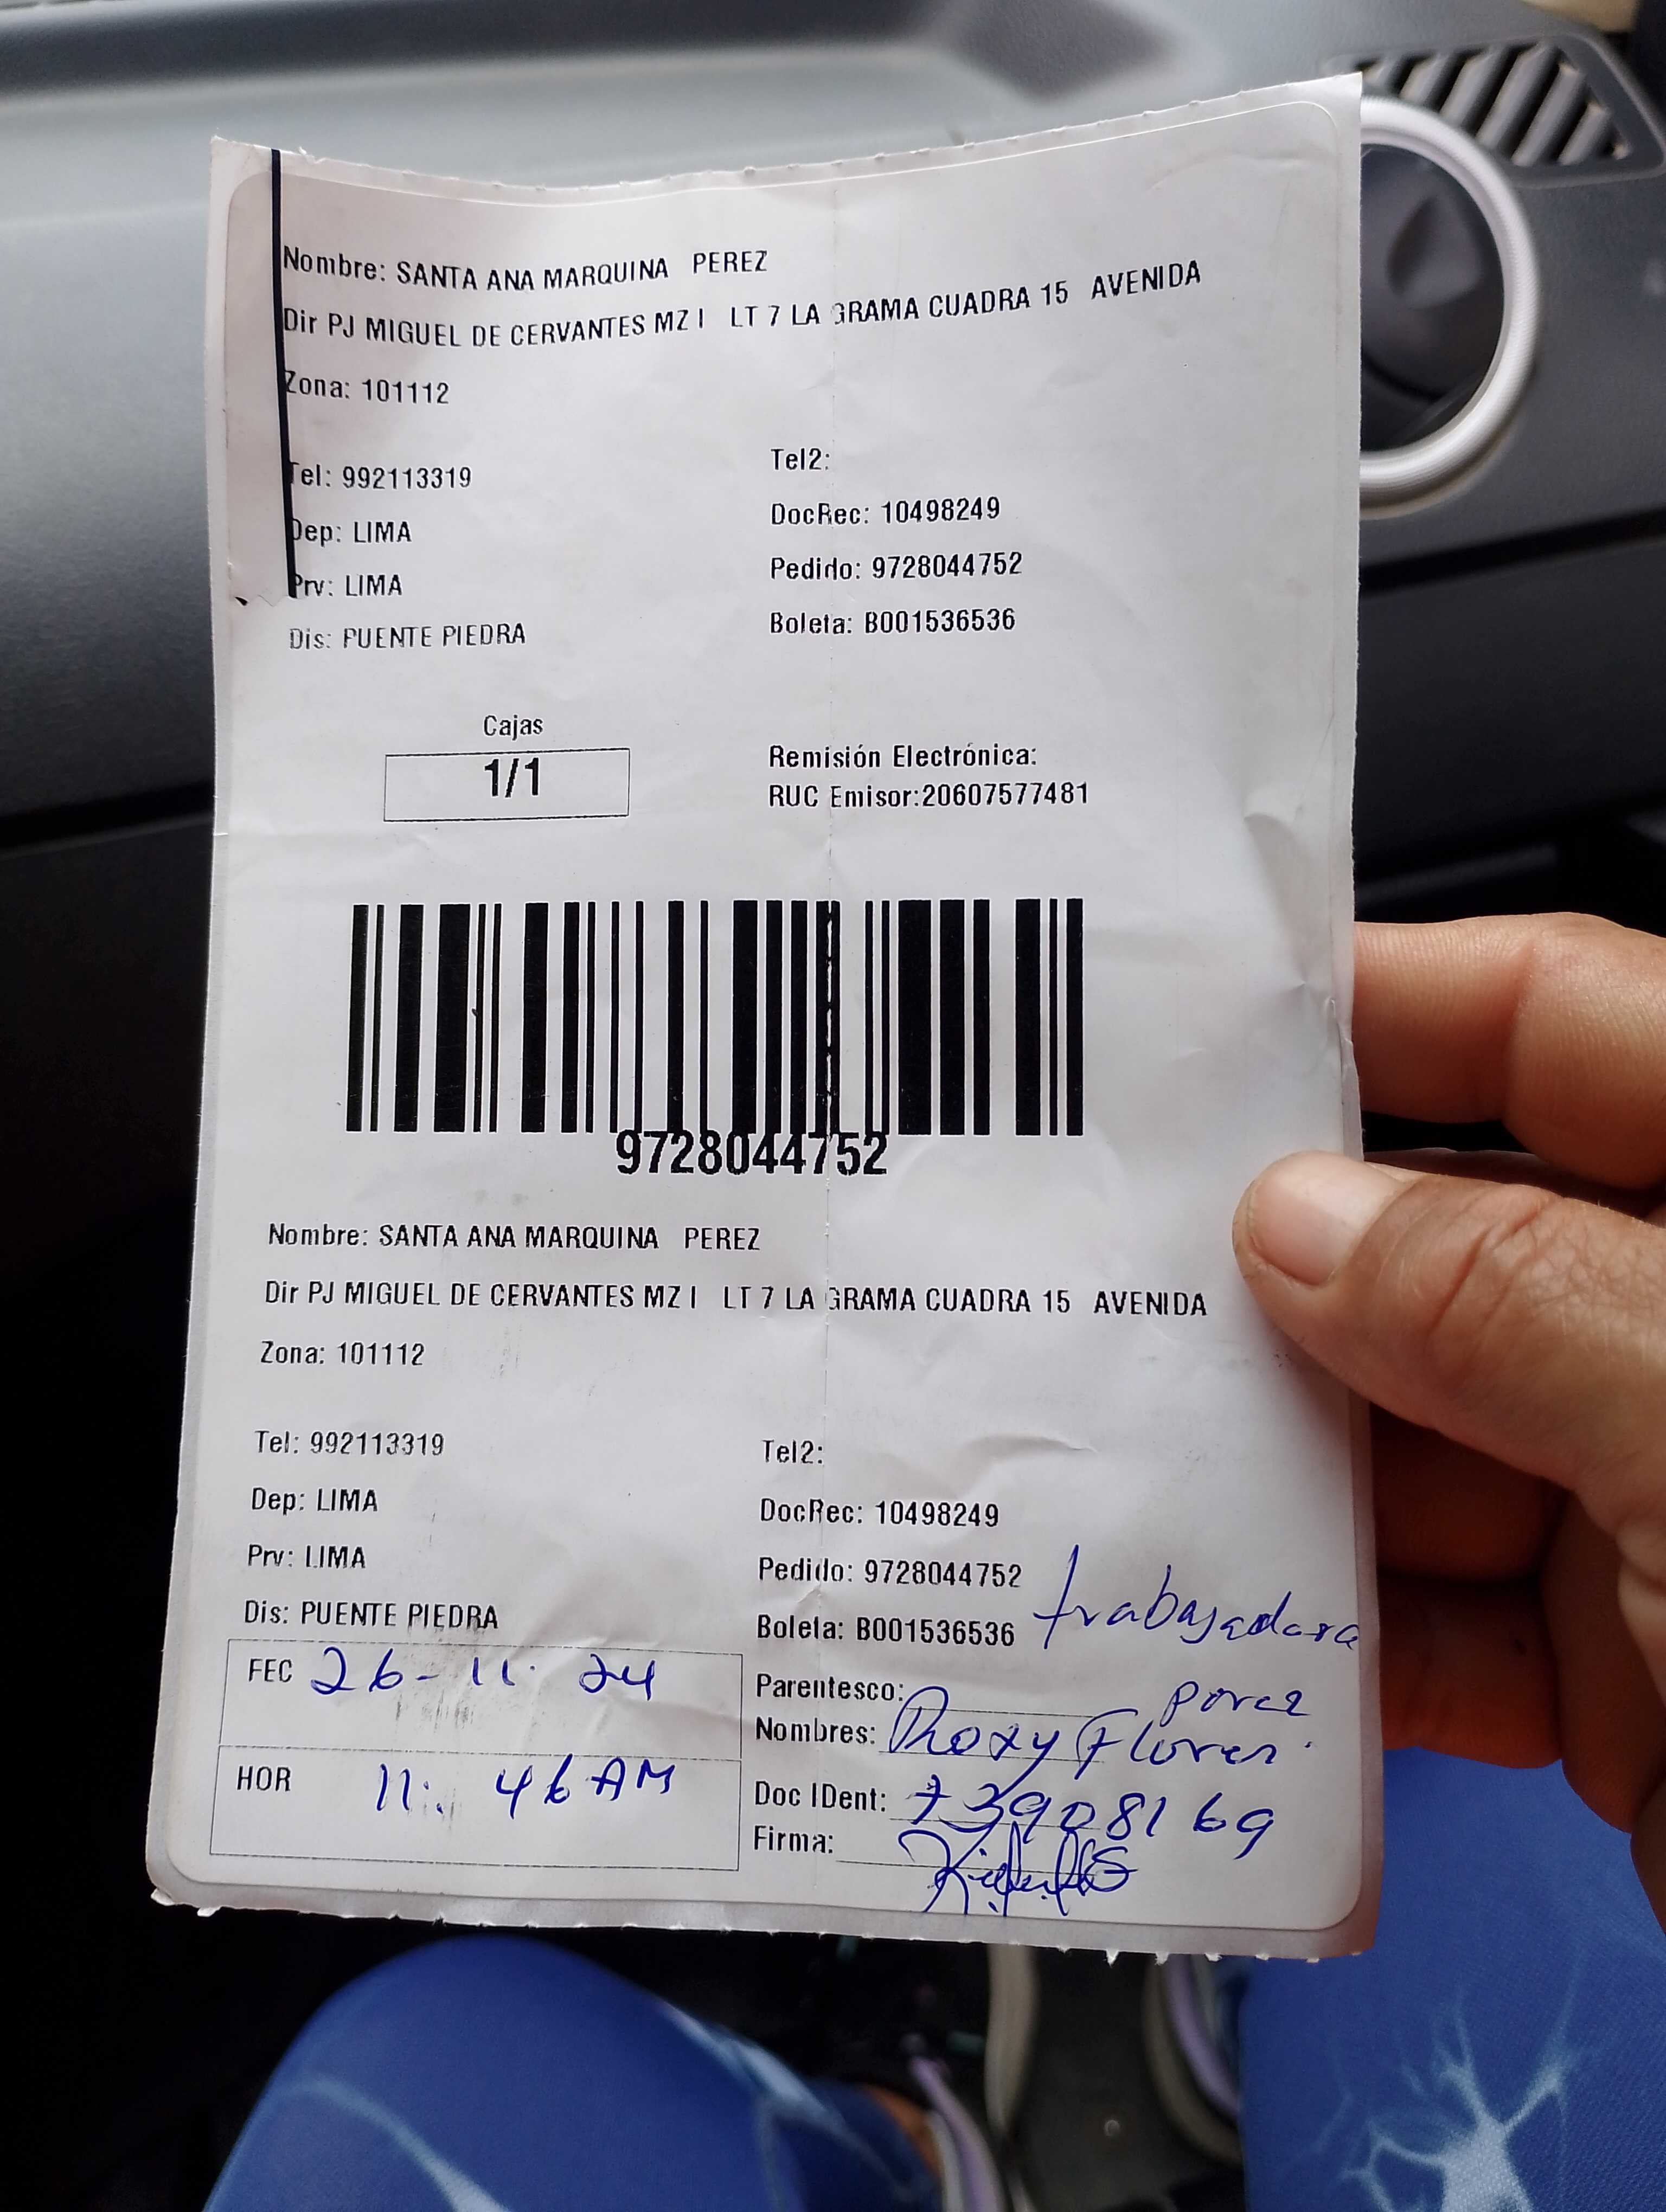 Nombre: SANTA ANA MARQUINA PEREZ
Dir PJ MIGUEL DE CERVANTES MZ I LT 7 LA GRAMA CUADRA 15 AVENIDA
Zona: 101112
Tel: 992113319
Tel2:
Dep: LIMA
DocRec: 10498249
Prv: LIMA
Pedido: 9728044752
Dis: PUENTE PIEDRA
Boleta: B001536536
Cajas
1/1
Remisión Electrónica:
RUC Emisor:20607577481
9728044752
Nombre: SANTA ANA MARQUINA PEREZ
Dir PJ MIGUEL DE CERVANTES MZ I LT 7 LA GRAMA CUADRA 15 AVENIDA
Zona: 101112
Tel: 992113319
Tel2:
Dep: LIMA
DocRec: 10498249
Prv: LIMA
Pedido: 9728044752
Dis: PUENTE PIEDRA
Boleta: B001536536 trabajadora
FEC 26-11-24
Parentesco:
Nombres: Roxy Flores
HOR 11:46 AM
Doc IDent: 73908169
Firma: